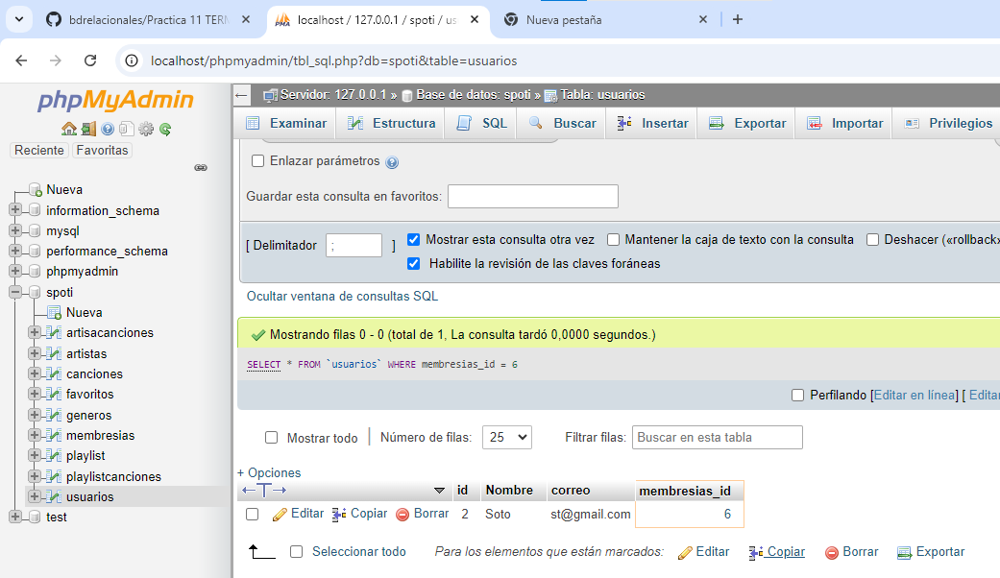 bdrelacionales/Practica 11 TERM
localhost / 127.0.0.1 / spoti / us
Nueva pestaña
localhost/phpmyadmin/tbl_sql.php?db=spoti&table=usuarios
phpMyAdmin
Reciente Favoritas
Nueva
information_schema
mysql
performance_schema
phpmyadmin
spoti
Nueva
artisacanciones
artistas
canciones
favoritos
generos
membresias
playlist
playlistcanciones
usuarios
test
Servidor: 127.0.0.1 » Base de datos: spoti » Tabla: usuarios
Examinar Estructura SQL Buscar Insertar Exportar Importar Privilegios
Enlazar parámetros
Guardar esta consulta en favoritos:
[ Delimitador ; ] Mostrar esta consulta otra vez Mantener la caja de texto con la consulta Deshacer («rollback»
Habilite la revisión de las claves foráneas
Ocultar ventana de consultas SQL
Mostrando filas 0 - 0 (total de 1, La consulta tardó 0,0000 segundos.)
SELECT * FROM `usuarios` WHERE membresias_id = 6
Perfilando [Editar en línea] [ Editar
Mostrar todo Número de filas: 25 Filtrar filas: Buscar en esta tabla
+ Opciones
←T→ id Nombre correo membresias_id
Editar Copiar Borrar 2 Soto st@gmail.com 6
Seleccionar todo Para los elementos que están marcados: Editar Copiar Borrar Exportar